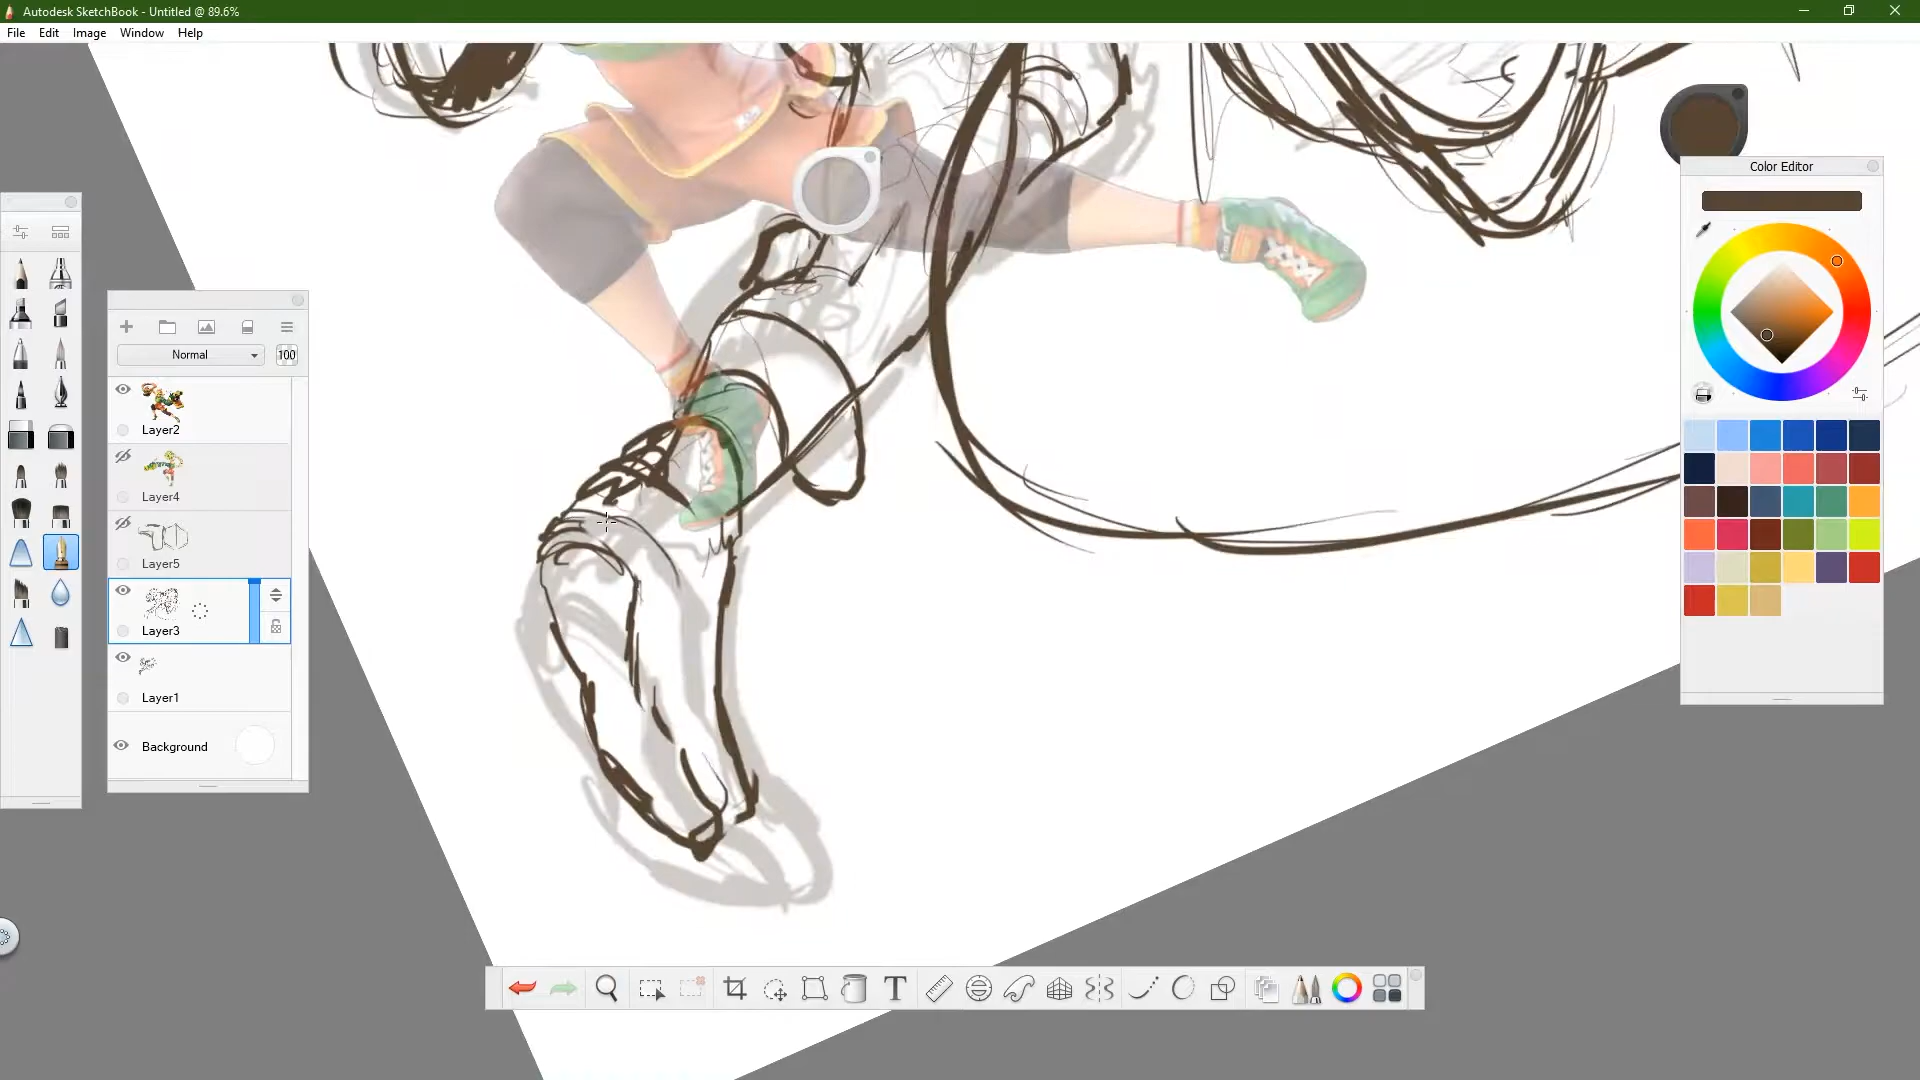 Autodesk SketchBook - Untitled @ 89.6%
File Edit Image Window Help
Color Editor
Normal 100
Layer2
Layer4
Layer5
Layer3
Layer1
Background
T